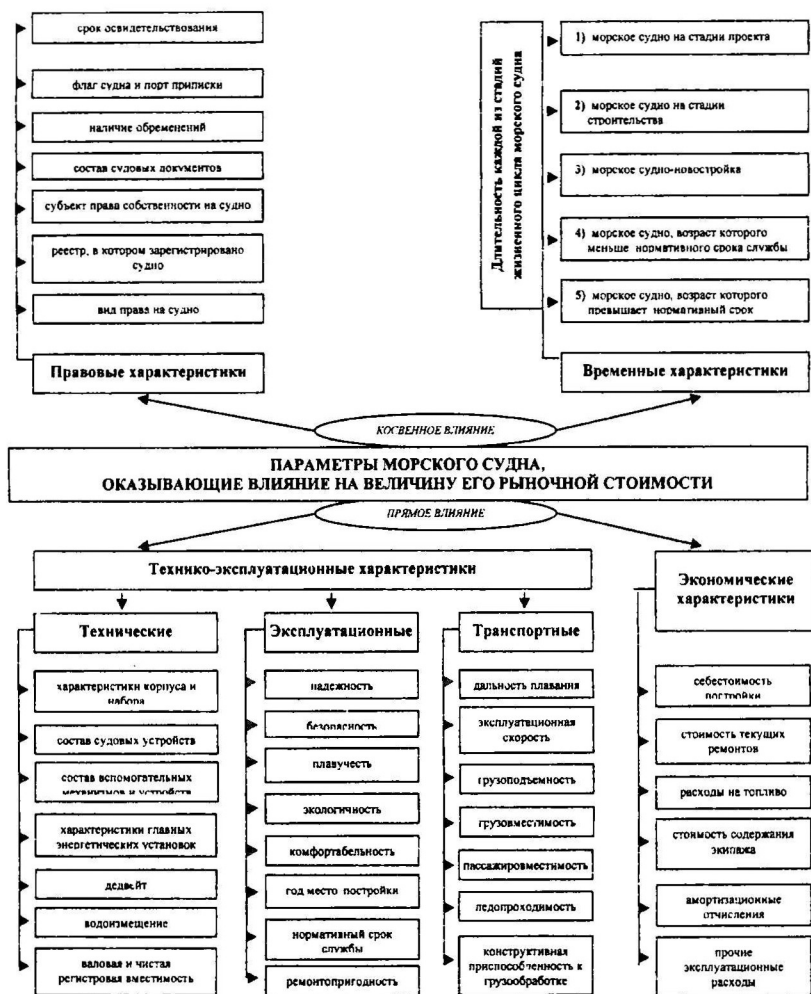 срок освидетельствования
флаг судна и порт приписки
наличие обременений
состав судовых документов
субъект права собственности на судно
реестр, в котором зарегистрировано
судно
вид права на судно
Правовые характеристики
Длительность каждой из стадий
жизненного цикла морского судна
1) морское судно на стадии проекта
2) морское судно на стадии
строительства
3) морское судно-новостройка
4) морское судно, возраст которого
меньше нормативного срока службы
5) морское судно, возраст которого
превышает нормативный срок
Временные характеристики
КОСВЕННОЕ ВЛИЯНИЕ
ПАРАМЕТРЫ МОРСКОГО СУДНА,
ОКАЗЫВАЮЩИЕ ВЛИЯНИЕ НА ВЕЛИЧИНУ ЕГО РЫНОЧНОЙ СТОИМОСТИ
ПРЯМОЕ ВЛИЯНИЕ
Технико-эксплуатационные характеристики
Технические
характеристики корпуса и
набора
состав судовых устройств
состав вспомогательных
механизмов и устройств
характеристики главных
энергетических установок
дедвейт
водоизмещение
валовая и чистая
регистровая вместимость
Эксплуатационные
надежность
безопасность
плавучесть
экологичность
комфортабельность
год место постройки
нормативный срок
службы
ремонтопригодность
Транспортные
дальность плавания
эксплуатационная
скорость
грузоподъемность
грузовместимость
пассажировместимость
ледопроходимость
конструктивная
приспособленность к
грузообработке
Экономические
характеристики
себестоимость
постройки
стоимость текущих
ремонтов
расходы на топливо
стоимость содержания
экипажа
амортизационные
отчисления
прочие
эксплуатационные
расходы